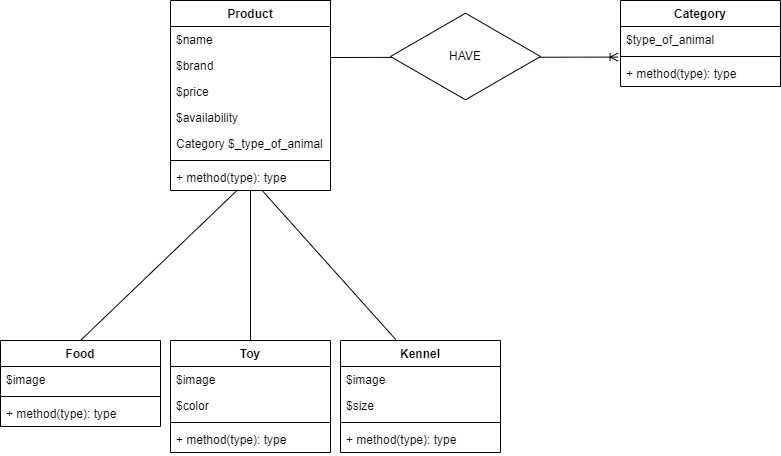 Product
$name
$brand
$price
$availability
Category $_type_of_animal
+ method(type): type
HAVE
Category
$type_of_animal
+ method(type): type
Food
$image
+ method(type): type
Toy
$image
$color
+ method(type): type
Kennel
$image
$size
+ method(type): type